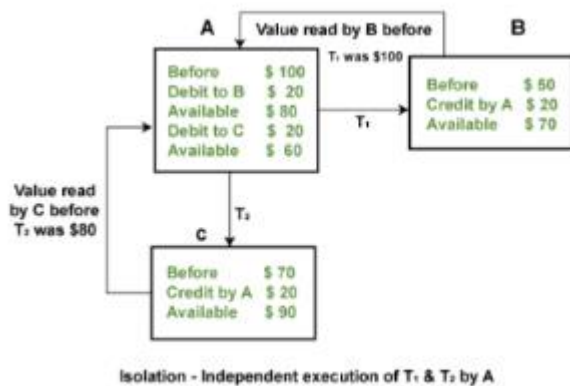 A
Value read by B before
T₁ was $100
B
Before $ 100
Debit to B $ 20
Available $ 80
Debit to C $ 20
Available $ 60
T₁
Before $ 50
Credit by A $ 20
Available $ 70
Value read
by C before
T₂ was $80
T₂
C
Before $ 70
Credit by A $ 20
Available $ 90
Isolation - Independent execution of T₁ & T₂ by A